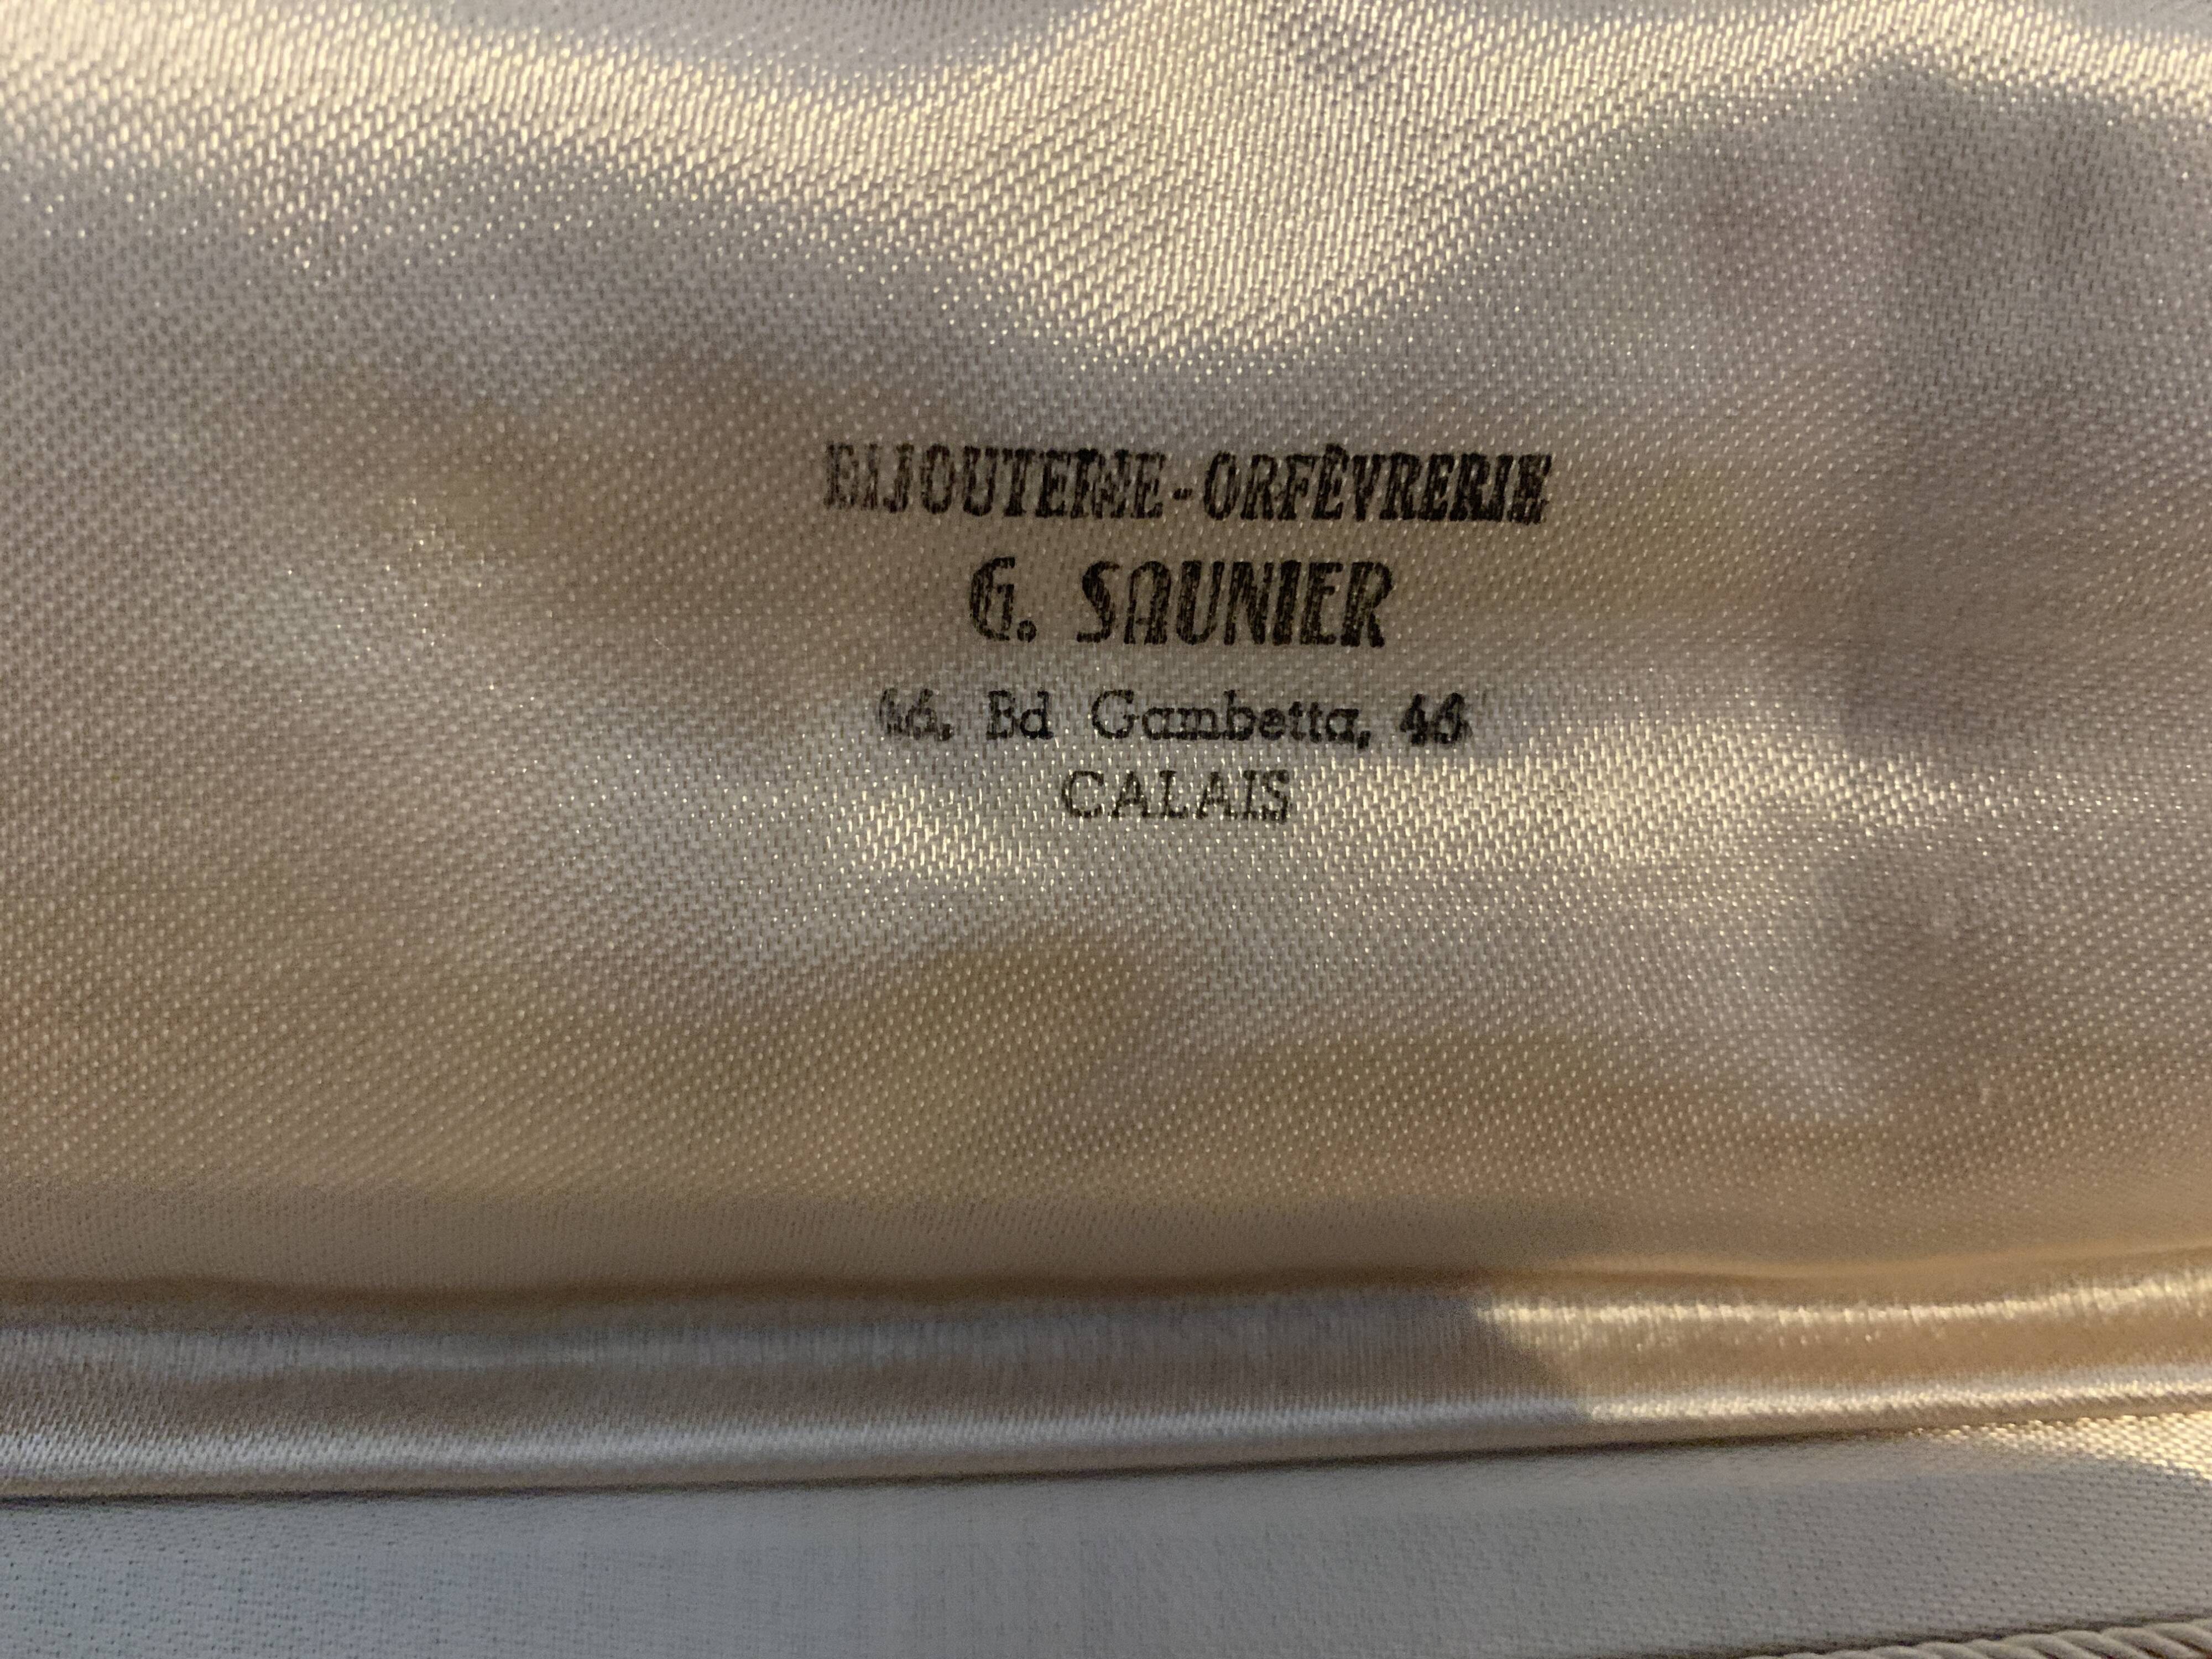 BIJOUTERIE-ORFÈVRERIE
G. SAUNIER
46, Bd Gambetta, 46
CALAIS